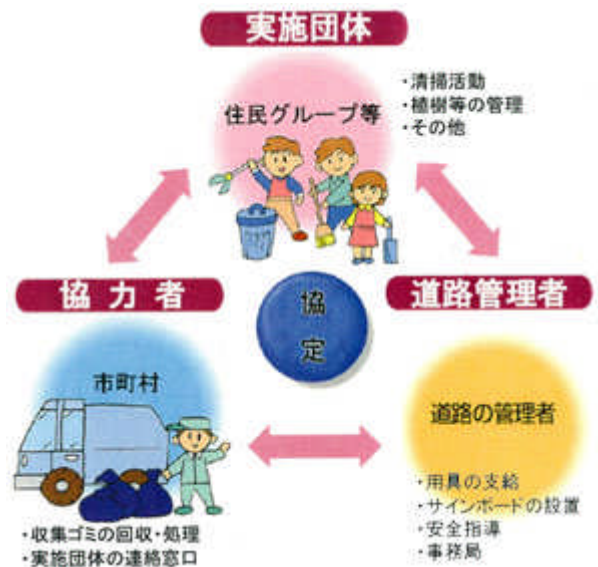 実施団体
住民グループ等
・清掃活動
・植樹等の管理
・その他
協力者
道路管理者
協
定
市町村
道路の管理者
・収集ゴミの回収・処理
・実施団体の連絡窓口
・用具の支給
・サインボードの設置
・安全指導
・事務局